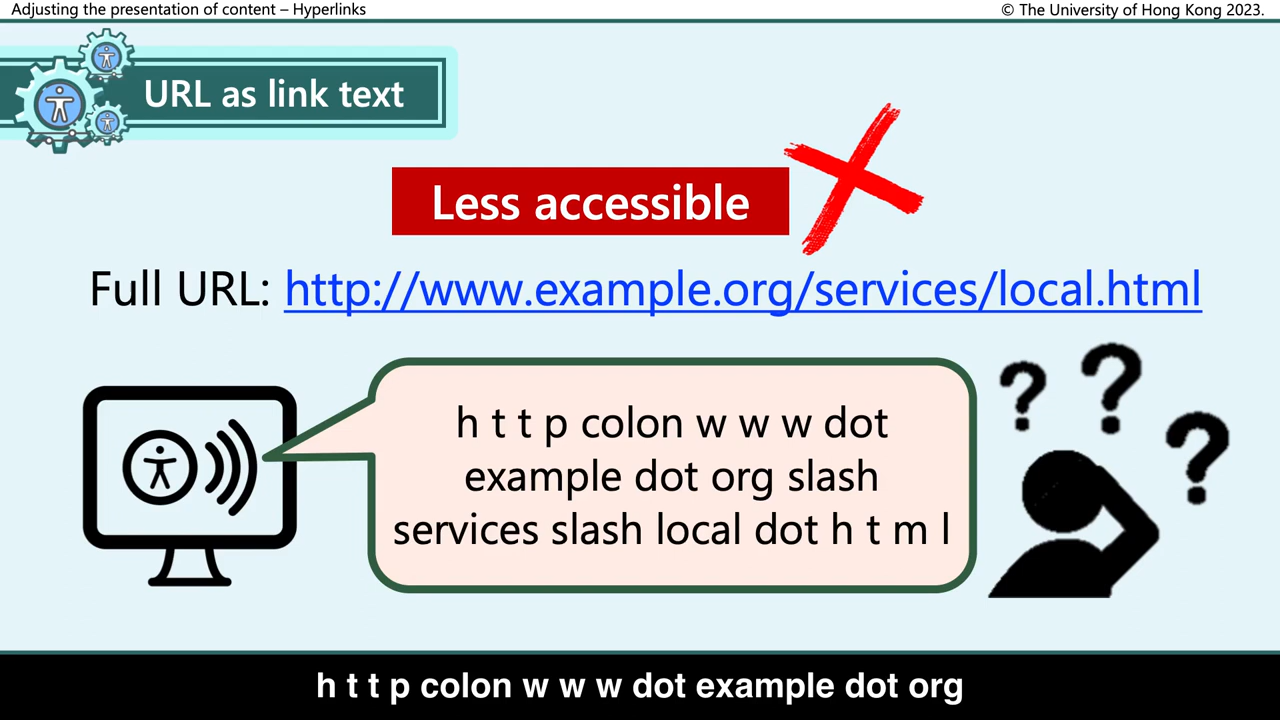 Adjusting the presentation of content – Hyperlinks
© The University of Hong Kong 2023.
URL as link text
Less accessible
Full URL: http://www.example.org/services/local.html
h t t p colon w w w dot
example dot org slash
services slash local dot h t m l
? ? ?
h t t p colon w w w dot example dot org